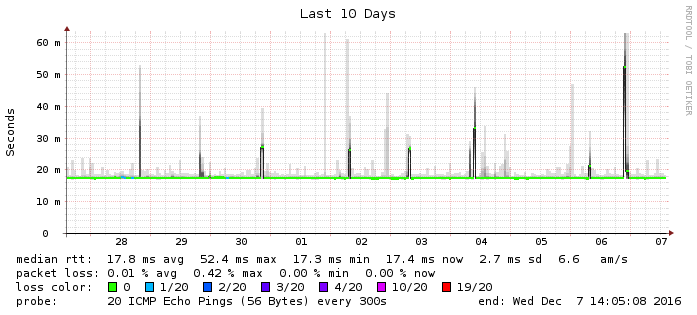 Last 10 Days
RRDTOOL / TOBI OETIKER
Seconds
60 m
50 m
40 m
30 m
20 m
10 m
0
28 29 30 01 02 03 04 05 06 07
median rtt: 17.8 ms avg 52.4 ms max 17.3 ms min 17.4 ms now 2.7 ms sd 6.6 am/s
packet loss: 0.01 % avg 0.42 % max 0.00 % min 0.00 % now
loss color: 0 1/20 2/20 3/20 4/20 10/20 19/20
probe: 20 ICMP Echo Pings (56 Bytes) every 300s end: Wed Dec 7 14:05:08 2016